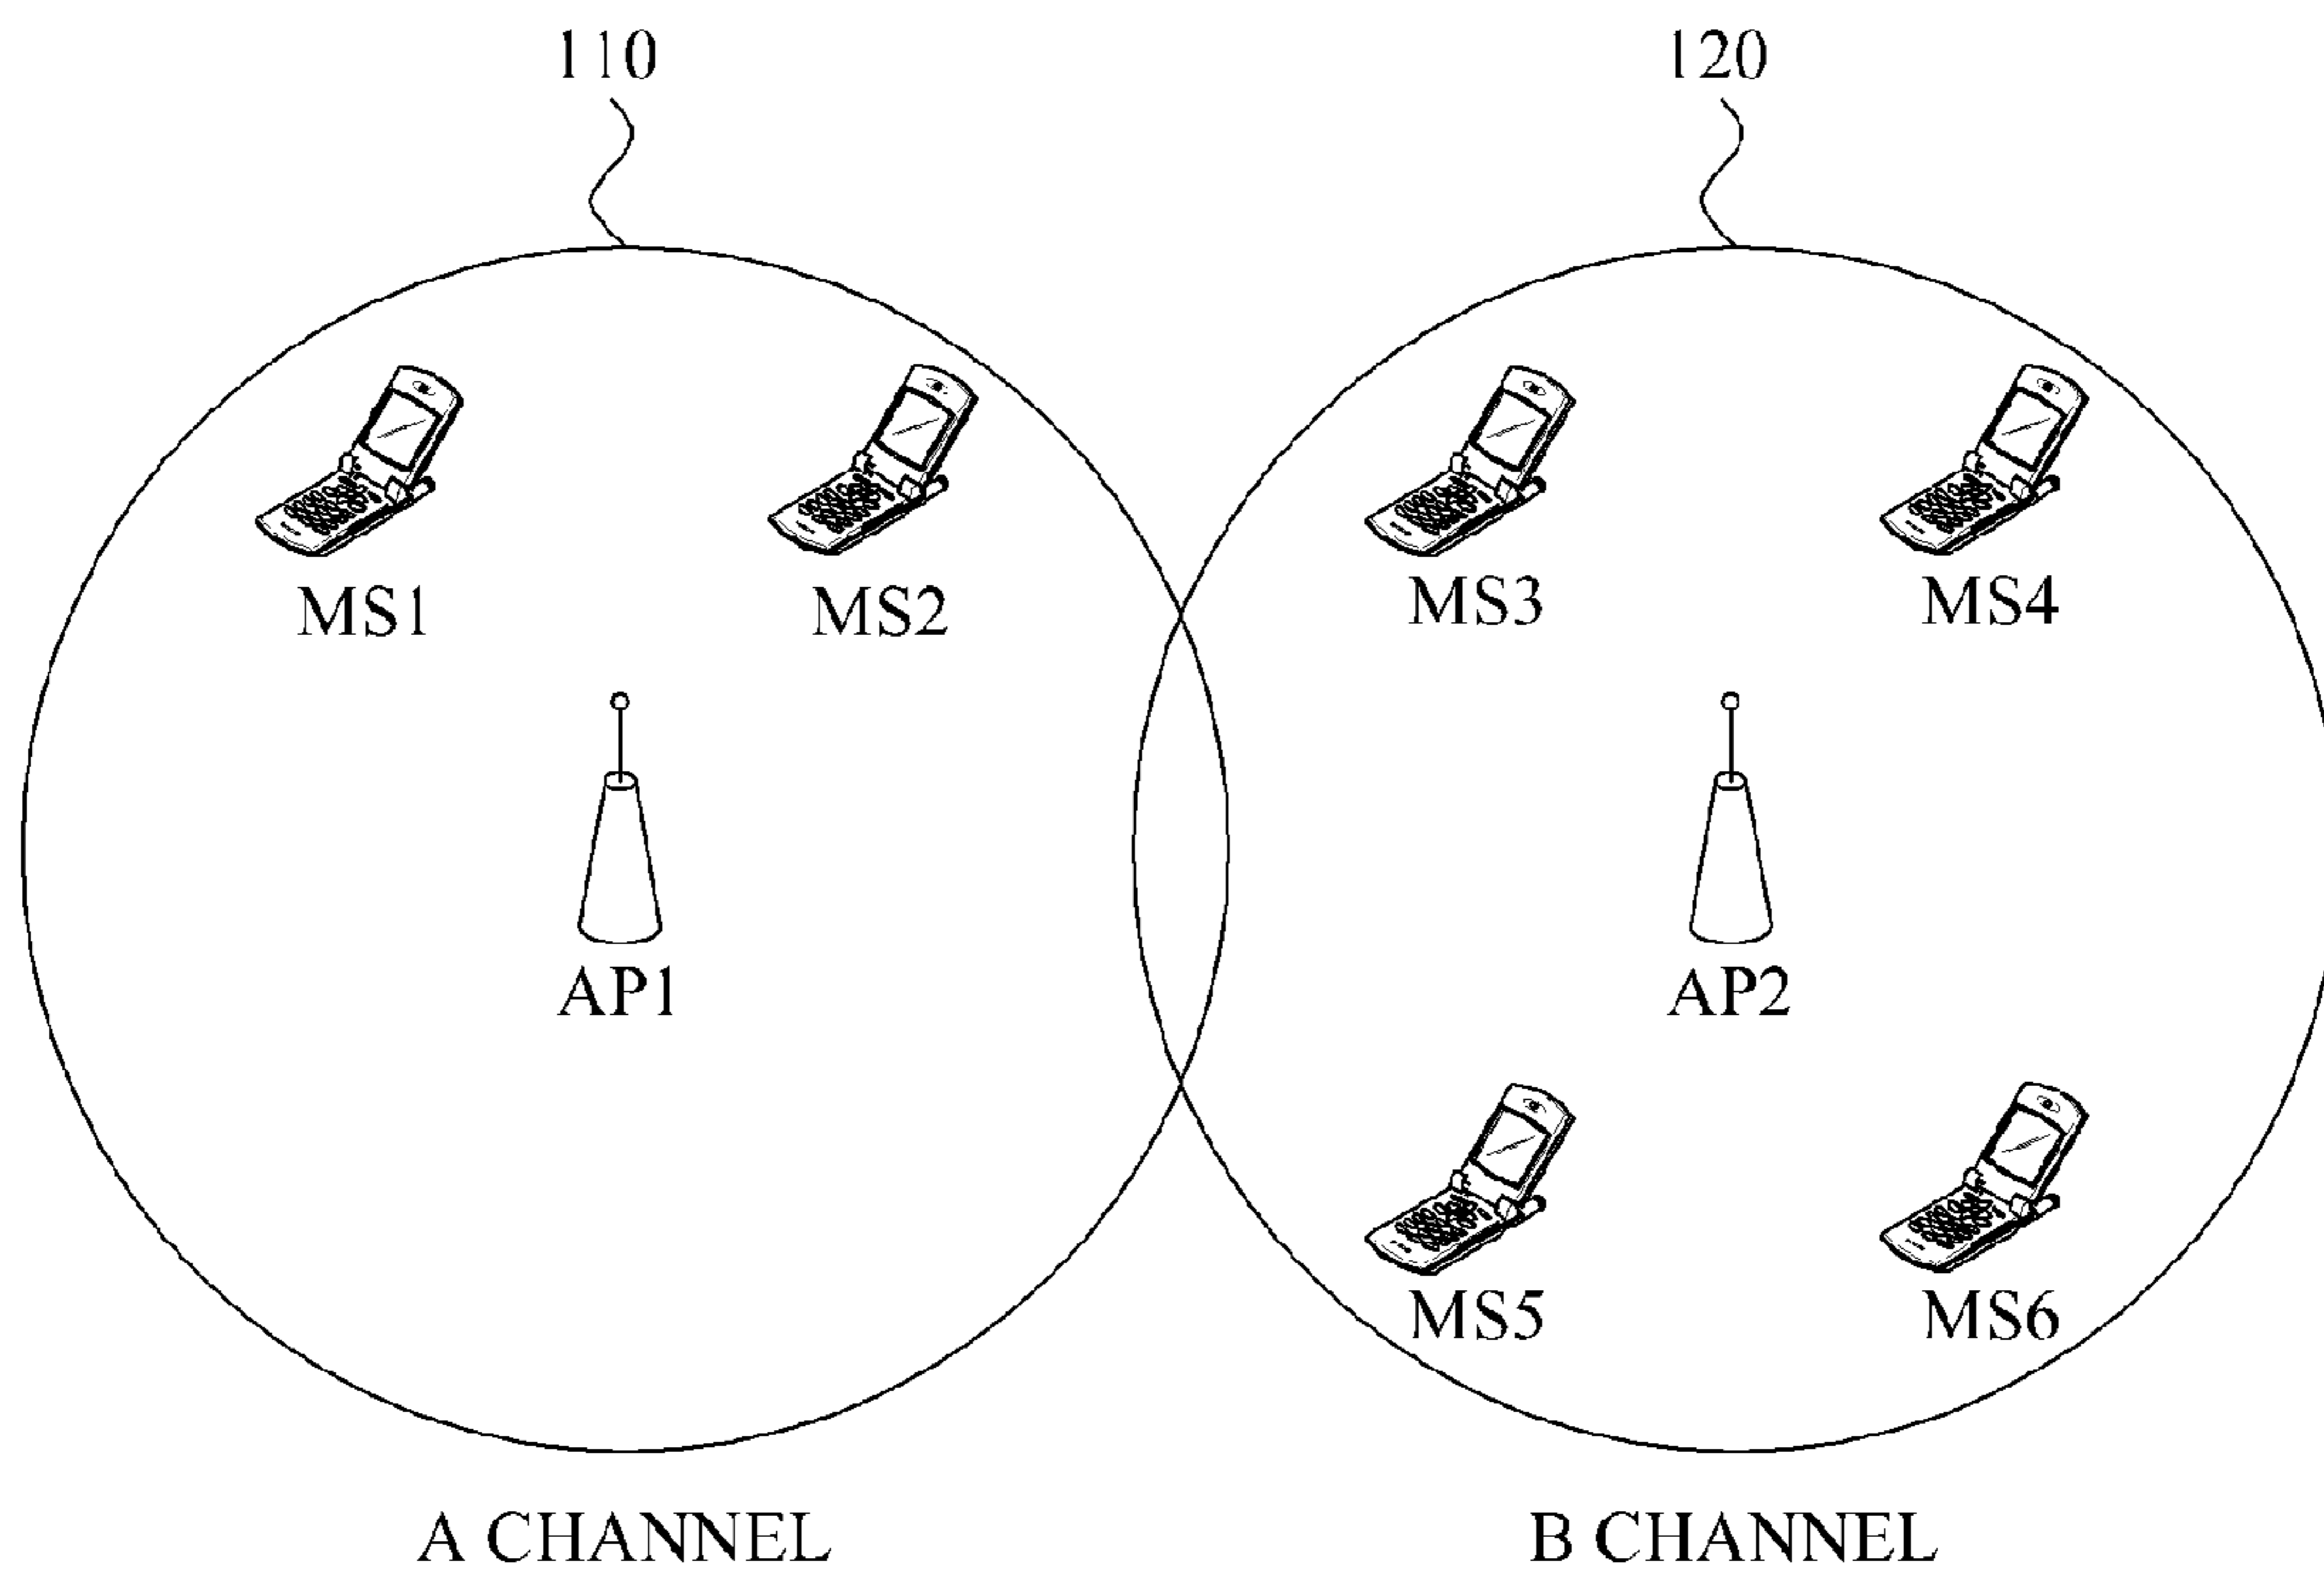 110 120
MS1 MS2 MS3 MS4
AP1 AP2
MS5 MS6
A CHANNEL B CHANNEL